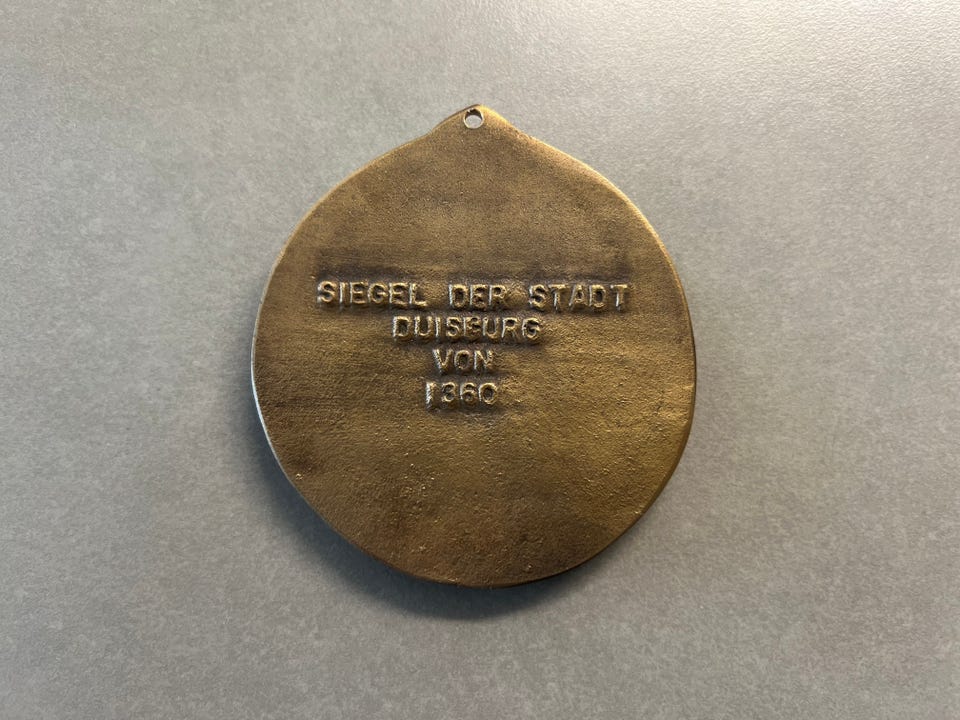 SIEGEL DER STADT
DUISBURG
VON
1360